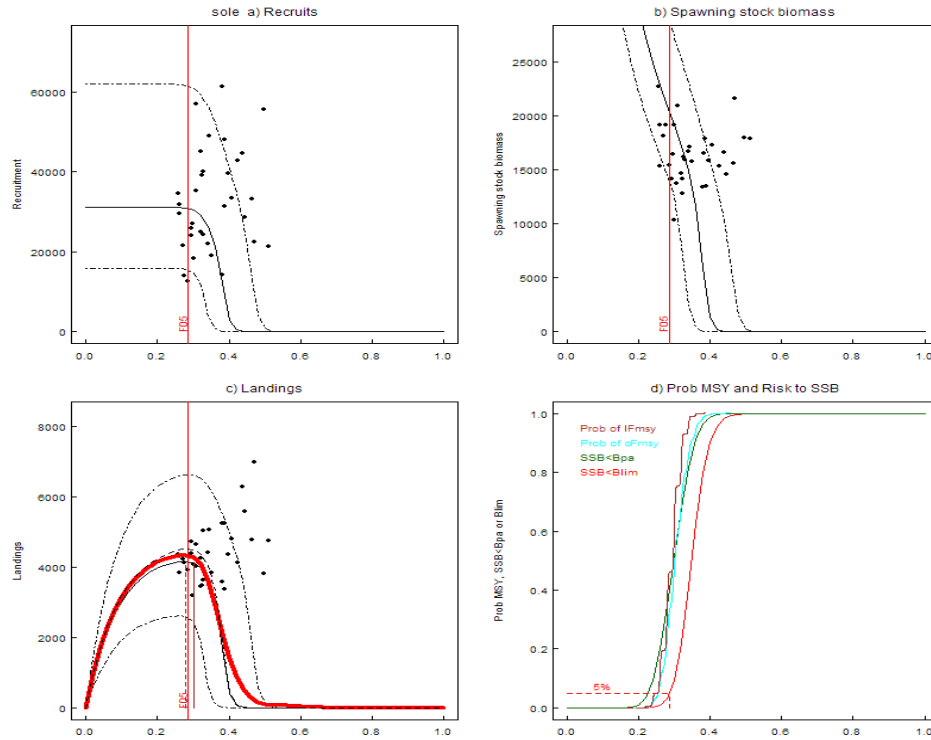 sole a) Recruits
60000
40000
20000
0
Recruitment
F05
0.0 0.2 0.4 0.6 0.8 1.0
b) Spawning stock biomass
25000
20000
15000
10000
5000
0
Spawning stock biomass
F05
0.0 0.2 0.4 0.6 0.8 1.0
c) Landings
8000
6000
4000
2000
0
Landings
F05
0.0 0.2 0.4 0.6 0.8 1.0
d) Prob MSY and Risk to SSB
1.0
0.8
0.6
0.4
0.2
0.0
Prob MSY, SSB<Bpa or Blim
Prob of lFmsy
Prob of cFmsy
SSB<Bpa
SSB<Blim
5%
0.0 0.2 0.4 0.6 0.8 1.0